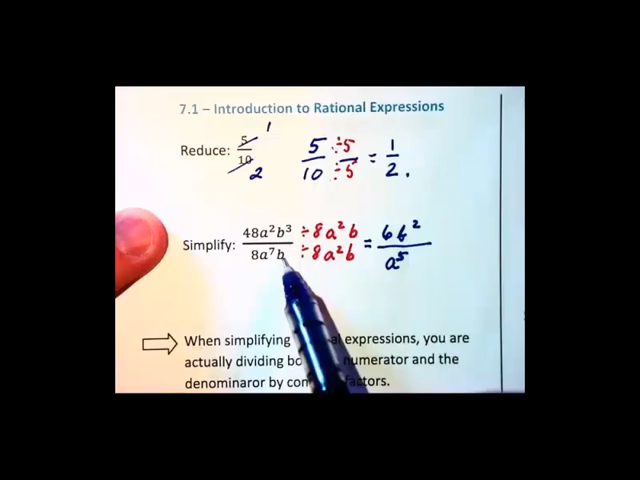 7.1 – Introduction to Rational Expressions
Reduce: 5/10 1 2 5/10 ÷5/÷5 = 1/2.
Simplify: 48a²b³/8a⁷b ÷8a²b/÷8a²b = 6b²/a⁵
When simplifying al expressions, you are
actually dividing numerator and the
denominaror by factors.